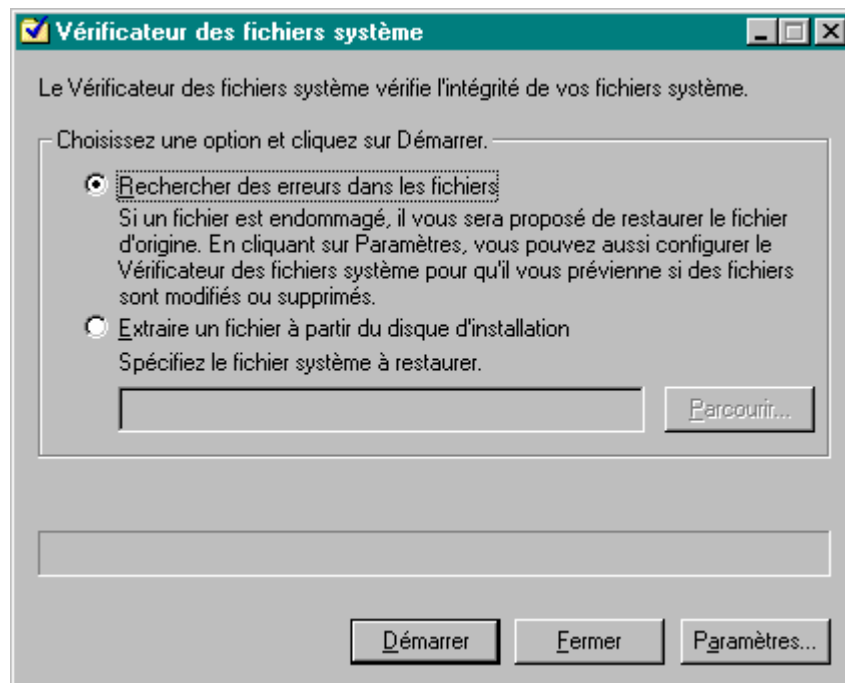 Vérificateur des fichiers système
Le Vérificateur des fichiers système vérifie l'intégrité de vos fichiers système.
Choisissez une option et cliquez sur Démarrer.
Rechercher des erreurs dans les fichiers
Si un fichier est endommagé, il vous sera proposé de restaurer le fichier
d'origine. En cliquant sur Paramètres, vous pouvez aussi configurer le
Vérificateur des fichiers système pour qu'il vous prévienne si des fichiers
sont modifiés ou supprimés.
Extraire un fichier à partir du disque d'installation
Spécifiez le fichier système à restaurer.
Parcourir...
Démarrer
Fermer
Paramètres...